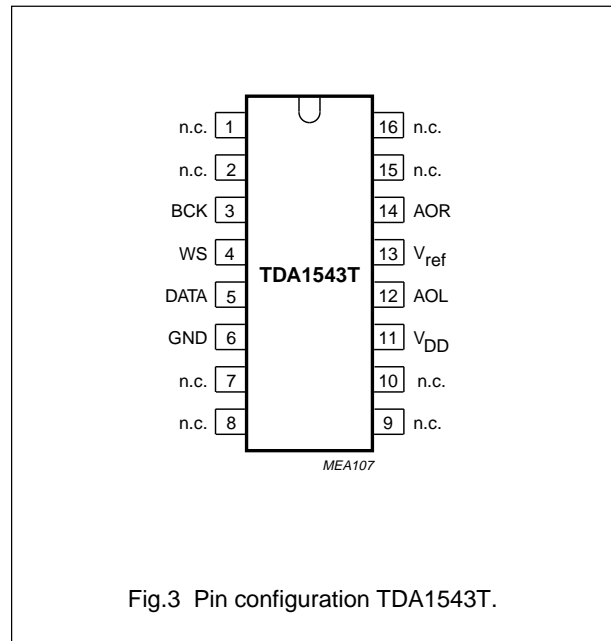 n.c. 1 16 n.c.
n.c. 2 15 n.c.
BCK 3 14 AOR
WS 4 13 Vref
TDA1543T
DATA 5 12 AOL
GND 6 11 VDD
n.c. 7 10 n.c.
n.c. 8 9 n.c.
MEA107
Fig.3 Pin configuration TDA1543T.